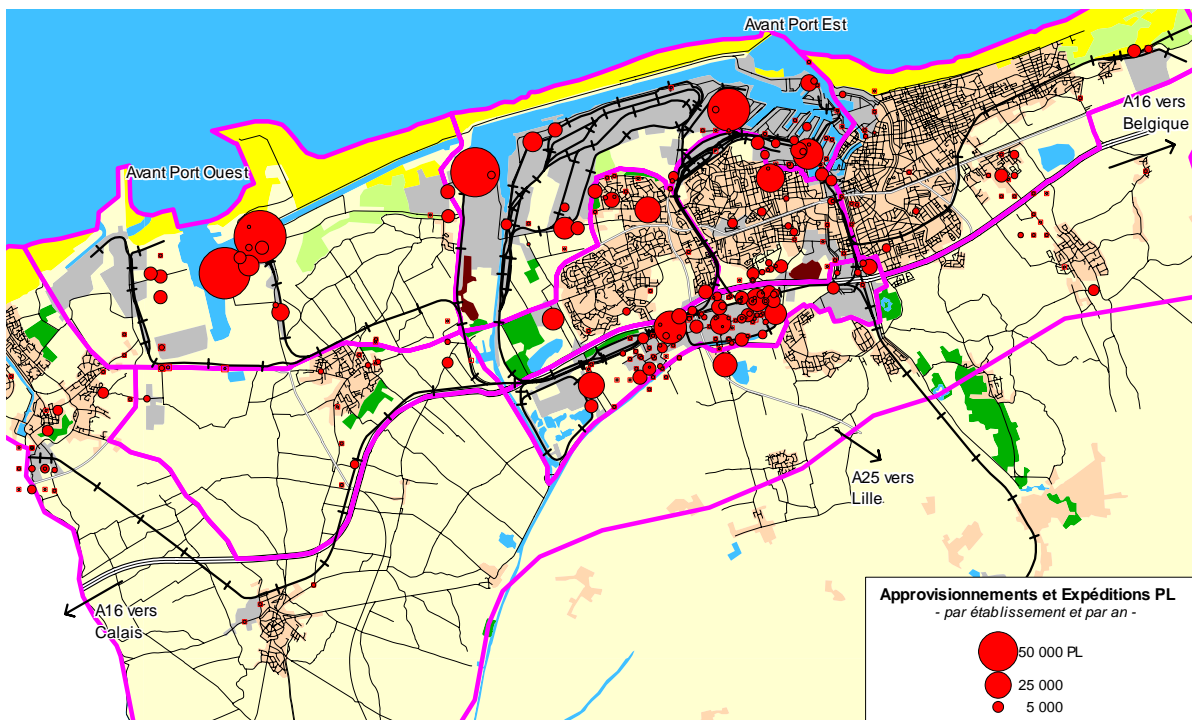 Avant Port Est
A16 vers
Belgique
Avant Port Ouest
A25 vers
Lille
A16 vers
Calais
Approvisionnements et Expéditions PL
- par établissement et par an -
50 000 PL
25 000
5 000